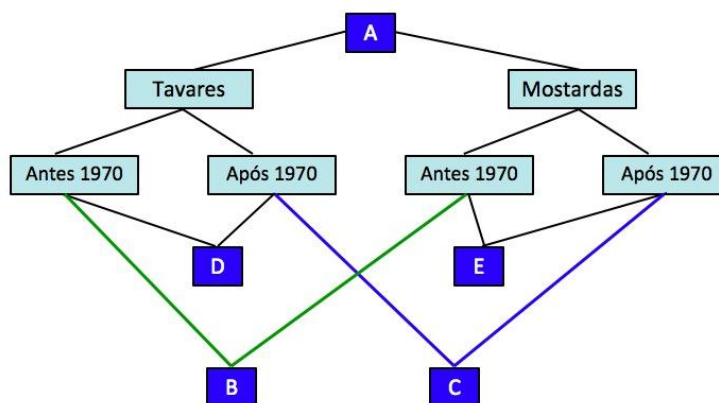 A
Tavares
Mostardas
Antes 1970
Após 1970
Antes 1970
Após 1970
D
E
B
C